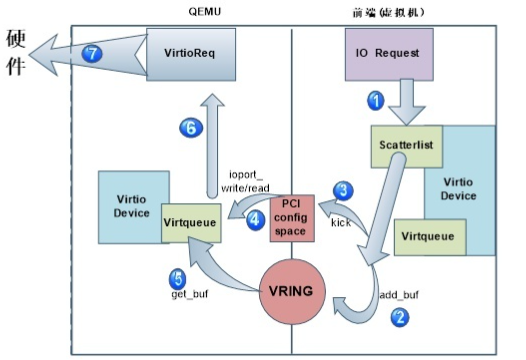 QEMU
前端(虚拟机)
硬
件
7
VirtioReq
IO Request
1
6
Scatterlist
ioport_
write/read
3
Virtio
Device
Virtio
Device
PCI
config
space
4
kick
Virtqueue
Virtqueue
5
get_buf
VRING
add_buf
2